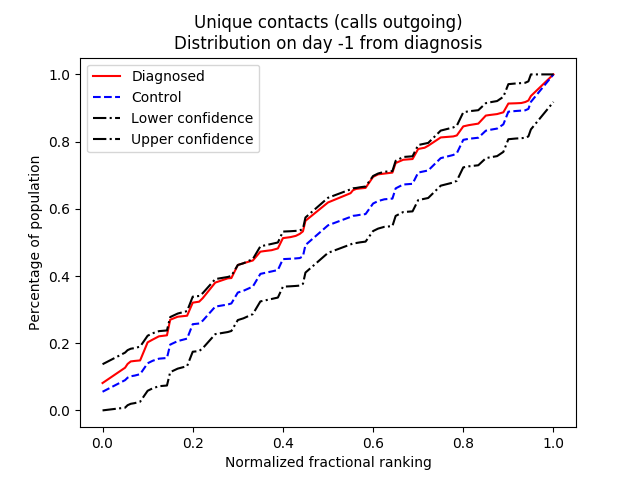 Unique contacts (calls outgoing)
Distribution on day -1 from diagnosis
Diagnosed
Control
Lower confidence
Upper confidence
Percentage of population
1.0
0.8
0.6
0.4
0.2
0.0
0.0 0.2 0.4 0.6 0.8 1.0
Normalized fractional ranking